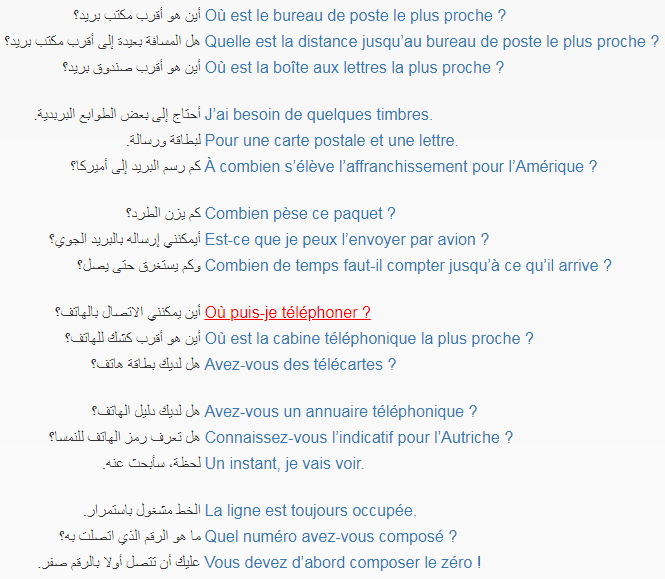 أين هو أقرب مكتب بريد؟ Où est le bureau de poste le plus proche ?
هل المسافة بعيدة إلى أقرب مكتب بريد؟ Quelle est la distance jusqu’au bureau de poste le plus proche ?
أين هو أقرب صندوق بريد؟ Où est la boîte aux lettres la plus proche ?
أحتاج إلى بعض الطوابع البريدية. J’ai besoin de quelques timbres.
لبطاقة ورسالة. Pour une carte postale et une lettre.
كم رسم البريد إلى أميركا؟ À combien s’élève l’affranchissement pour l’Amérique ?
كم يزن الطرد؟ Combien pèse ce paquet ?
أيمكنني إرساله بالبريد الجوي؟ Est-ce que je peux l’envoyer par avion ?
وكم يستغرق حتى يصل؟ Combien de temps faut-il compter jusqu’à ce qu’il arrive ?
أين يمكنني الاتصال بالهاتف؟ Où puis-je téléphoner ?
أين هو أقرب كشك للهاتف؟ Où est la cabine téléphonique la plus proche ?
هل لديك بطاقة هاتف؟ Avez-vous des télécartes ?
هل لديك دليل الهاتف؟ Avez-vous un annuaire téléphonique ?
هل تعرف رمز الهاتف للنمسا؟ Connaissez-vous l’indicatif pour l’Autriche ?
لحظة، سأبحث عنه. Un instant, je vais voir.
الخط مشغول باستمرار. La ligne est toujours occupée.
ما هو الرقم الذي اتصلت به؟ Quel numéro avez-vous composé ?
عليك أن تتصل أولا بالرقم صفر. Vous devez d’abord composer le zéro !